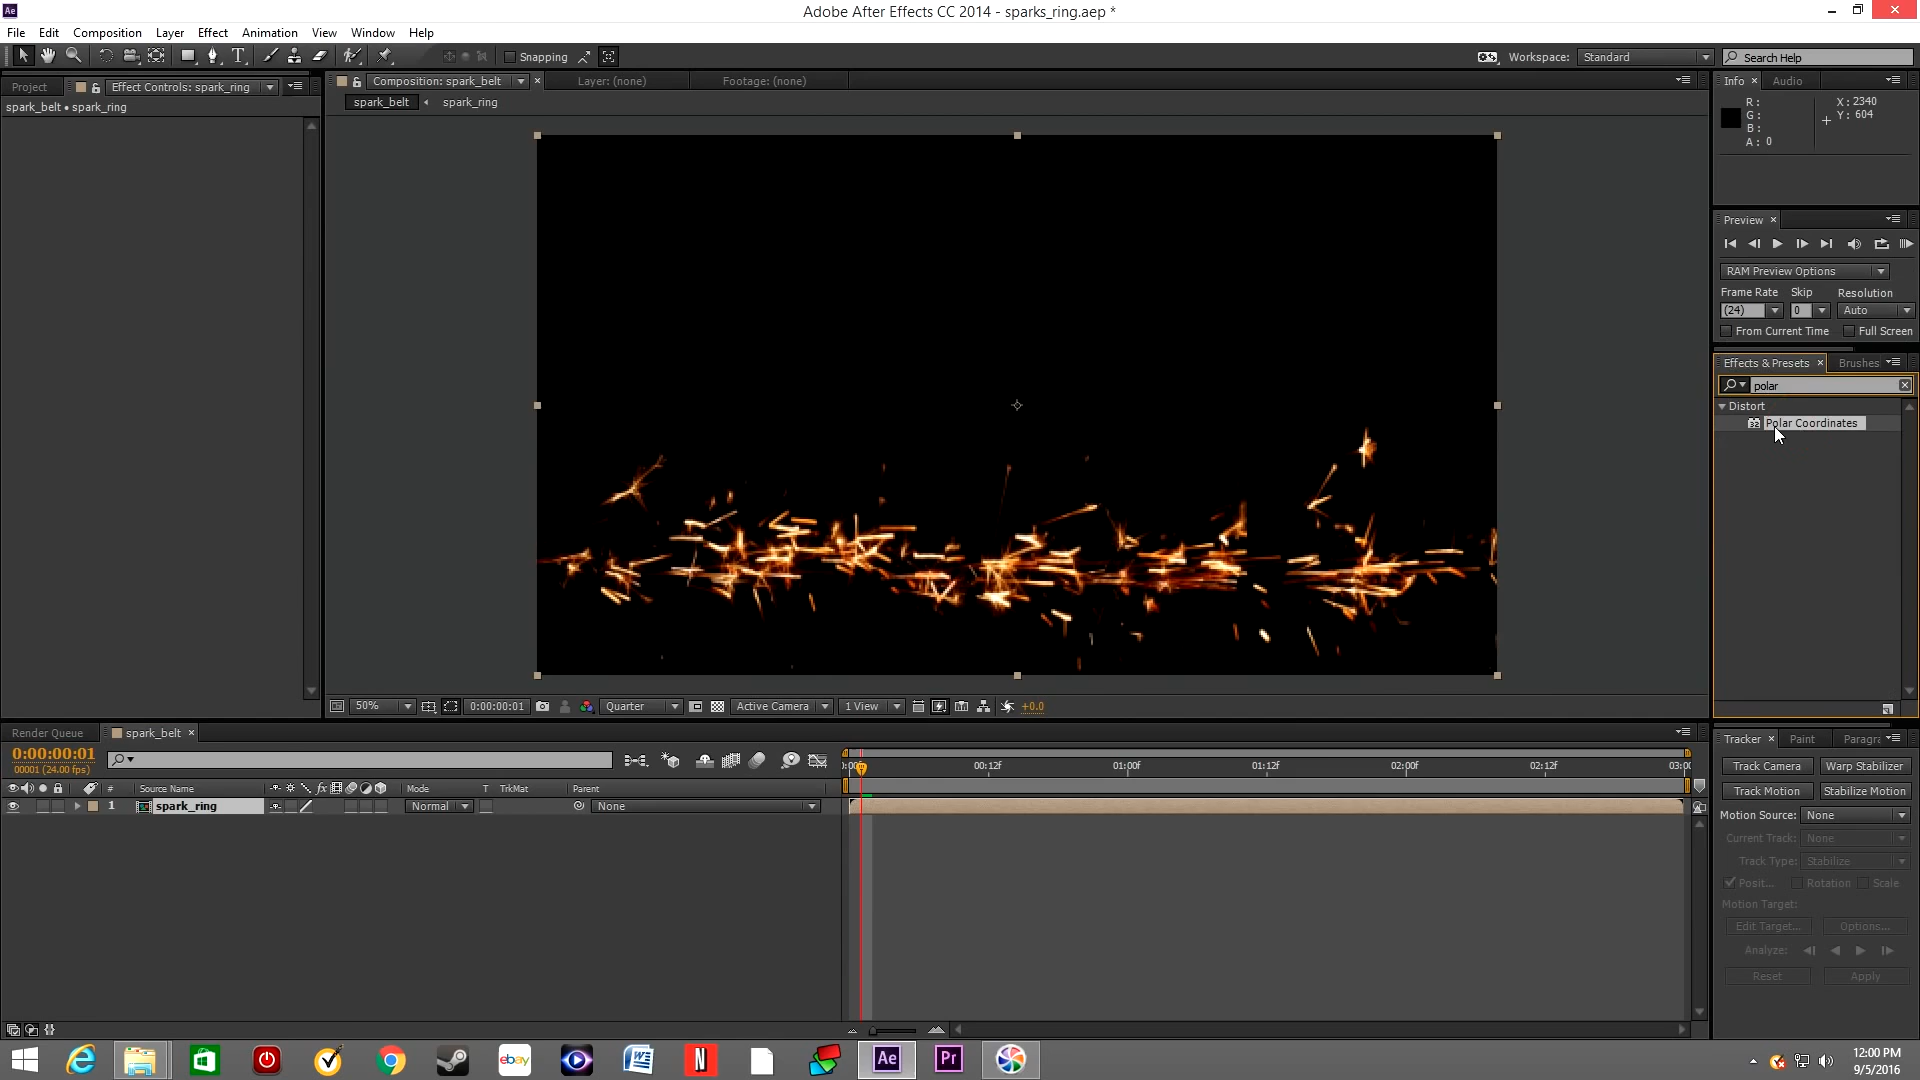 Adobe After Effects CC 2014 - sparks_ring.aep *
File Edit Composition Layer Effect Animation View Window Help
Snapping Workspace: Standard Search Help
Project Effect Controls: spark_ring Composition: spark_belt Layer: (none) Footage: (none) Info Audio
spark_belt • spark_ring spark_belt spark_ring
R: X: 2340
G: Y: 604
B:
A: 0
Preview
RAM Preview Options
Frame Rate Skip Resolution
(24) 0 Auto
From Current Time Full Screen
Effects & Presets Brushes
polar
Distort
32 Polar Coordinates
50% 0:00:00:01 Quarter Active Camera 1 View +0.0
Render Queue spark_belt
0:00:00:01
00001 (24.00 fps)
00:12f 01:00f 01:12f 02:00f 02:12f
# Source Name Mode T TrkMat Parent
1 spark_ring Normal None
Tracker Paint
Track Camera Warp Stabilizer
Track Motion Stabilize Motion
Motion Source: None
Current Track: None
Track Type: Stabilize
Posit... Rotation Scale
Motion Target:
Edit Target... Options...
Analyze:
Reset Apply
ebay W N Ae Pr
12:00 PM
9/5/2016